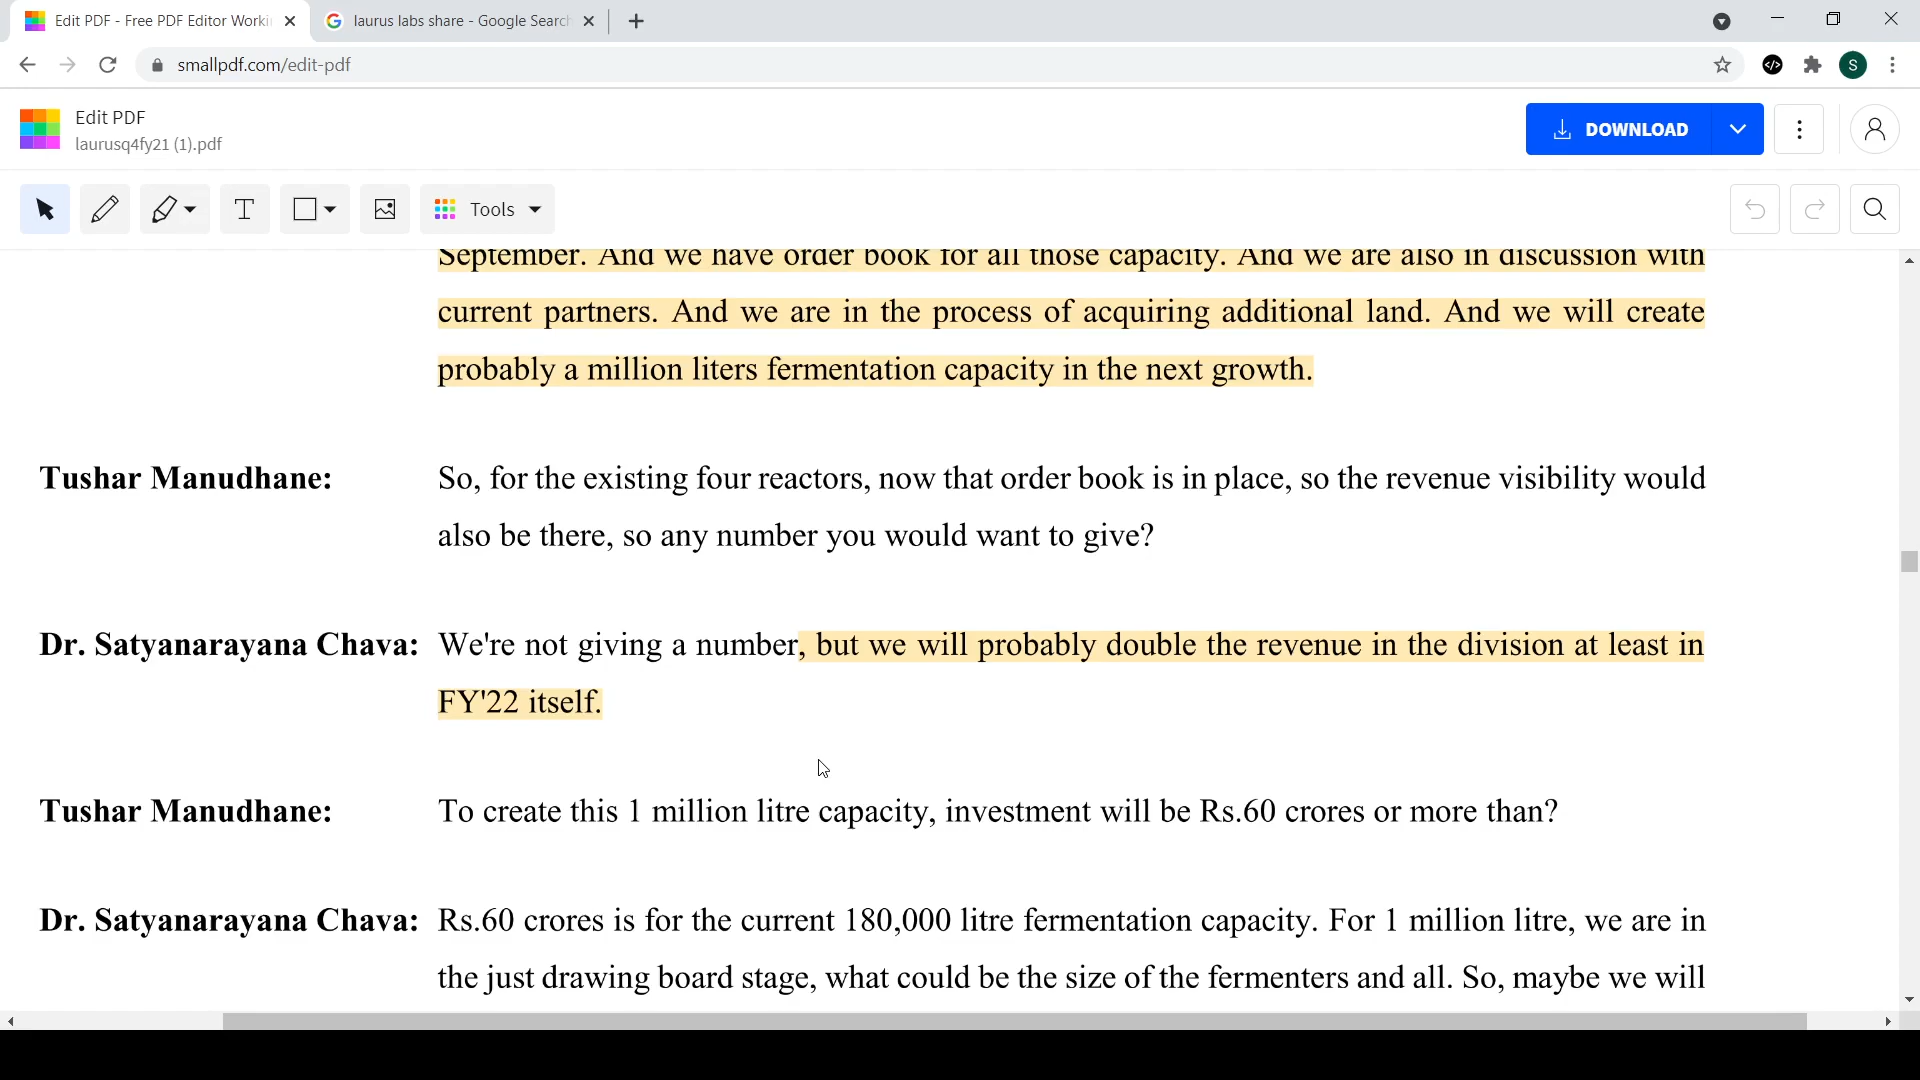 Edit PDF - Free PDF Editor Worki
laurus labs share - Google Search
smallpdf.com/edit-pdf
S
Edit PDF
laurusq4fy21 (1).pdf
DOWNLOAD
T
Tools
September. And we have order book for all those capacity. And we are also in discussion with
current partners. And we are in the process of acquiring additional land. And we will create
probably a million liters fermentation capacity in the next growth.
Tushar Manudhane: So, for the existing four reactors, now that order book is in place, so the revenue visibility would
also be there, so any number you would want to give?
Dr. Satyanarayana Chava: We're not giving a number, but we will probably double the revenue in the division at least in
FY'22 itself.
Tushar Manudhane: To create this 1 million litre capacity, investment will be Rs.60 crores or more than?
Dr. Satyanarayana Chava: Rs.60 crores is for the current 180,000 litre fermentation capacity. For 1 million litre, we are in
the just drawing board stage, what could be the size of the fermenters and all. So, maybe we will